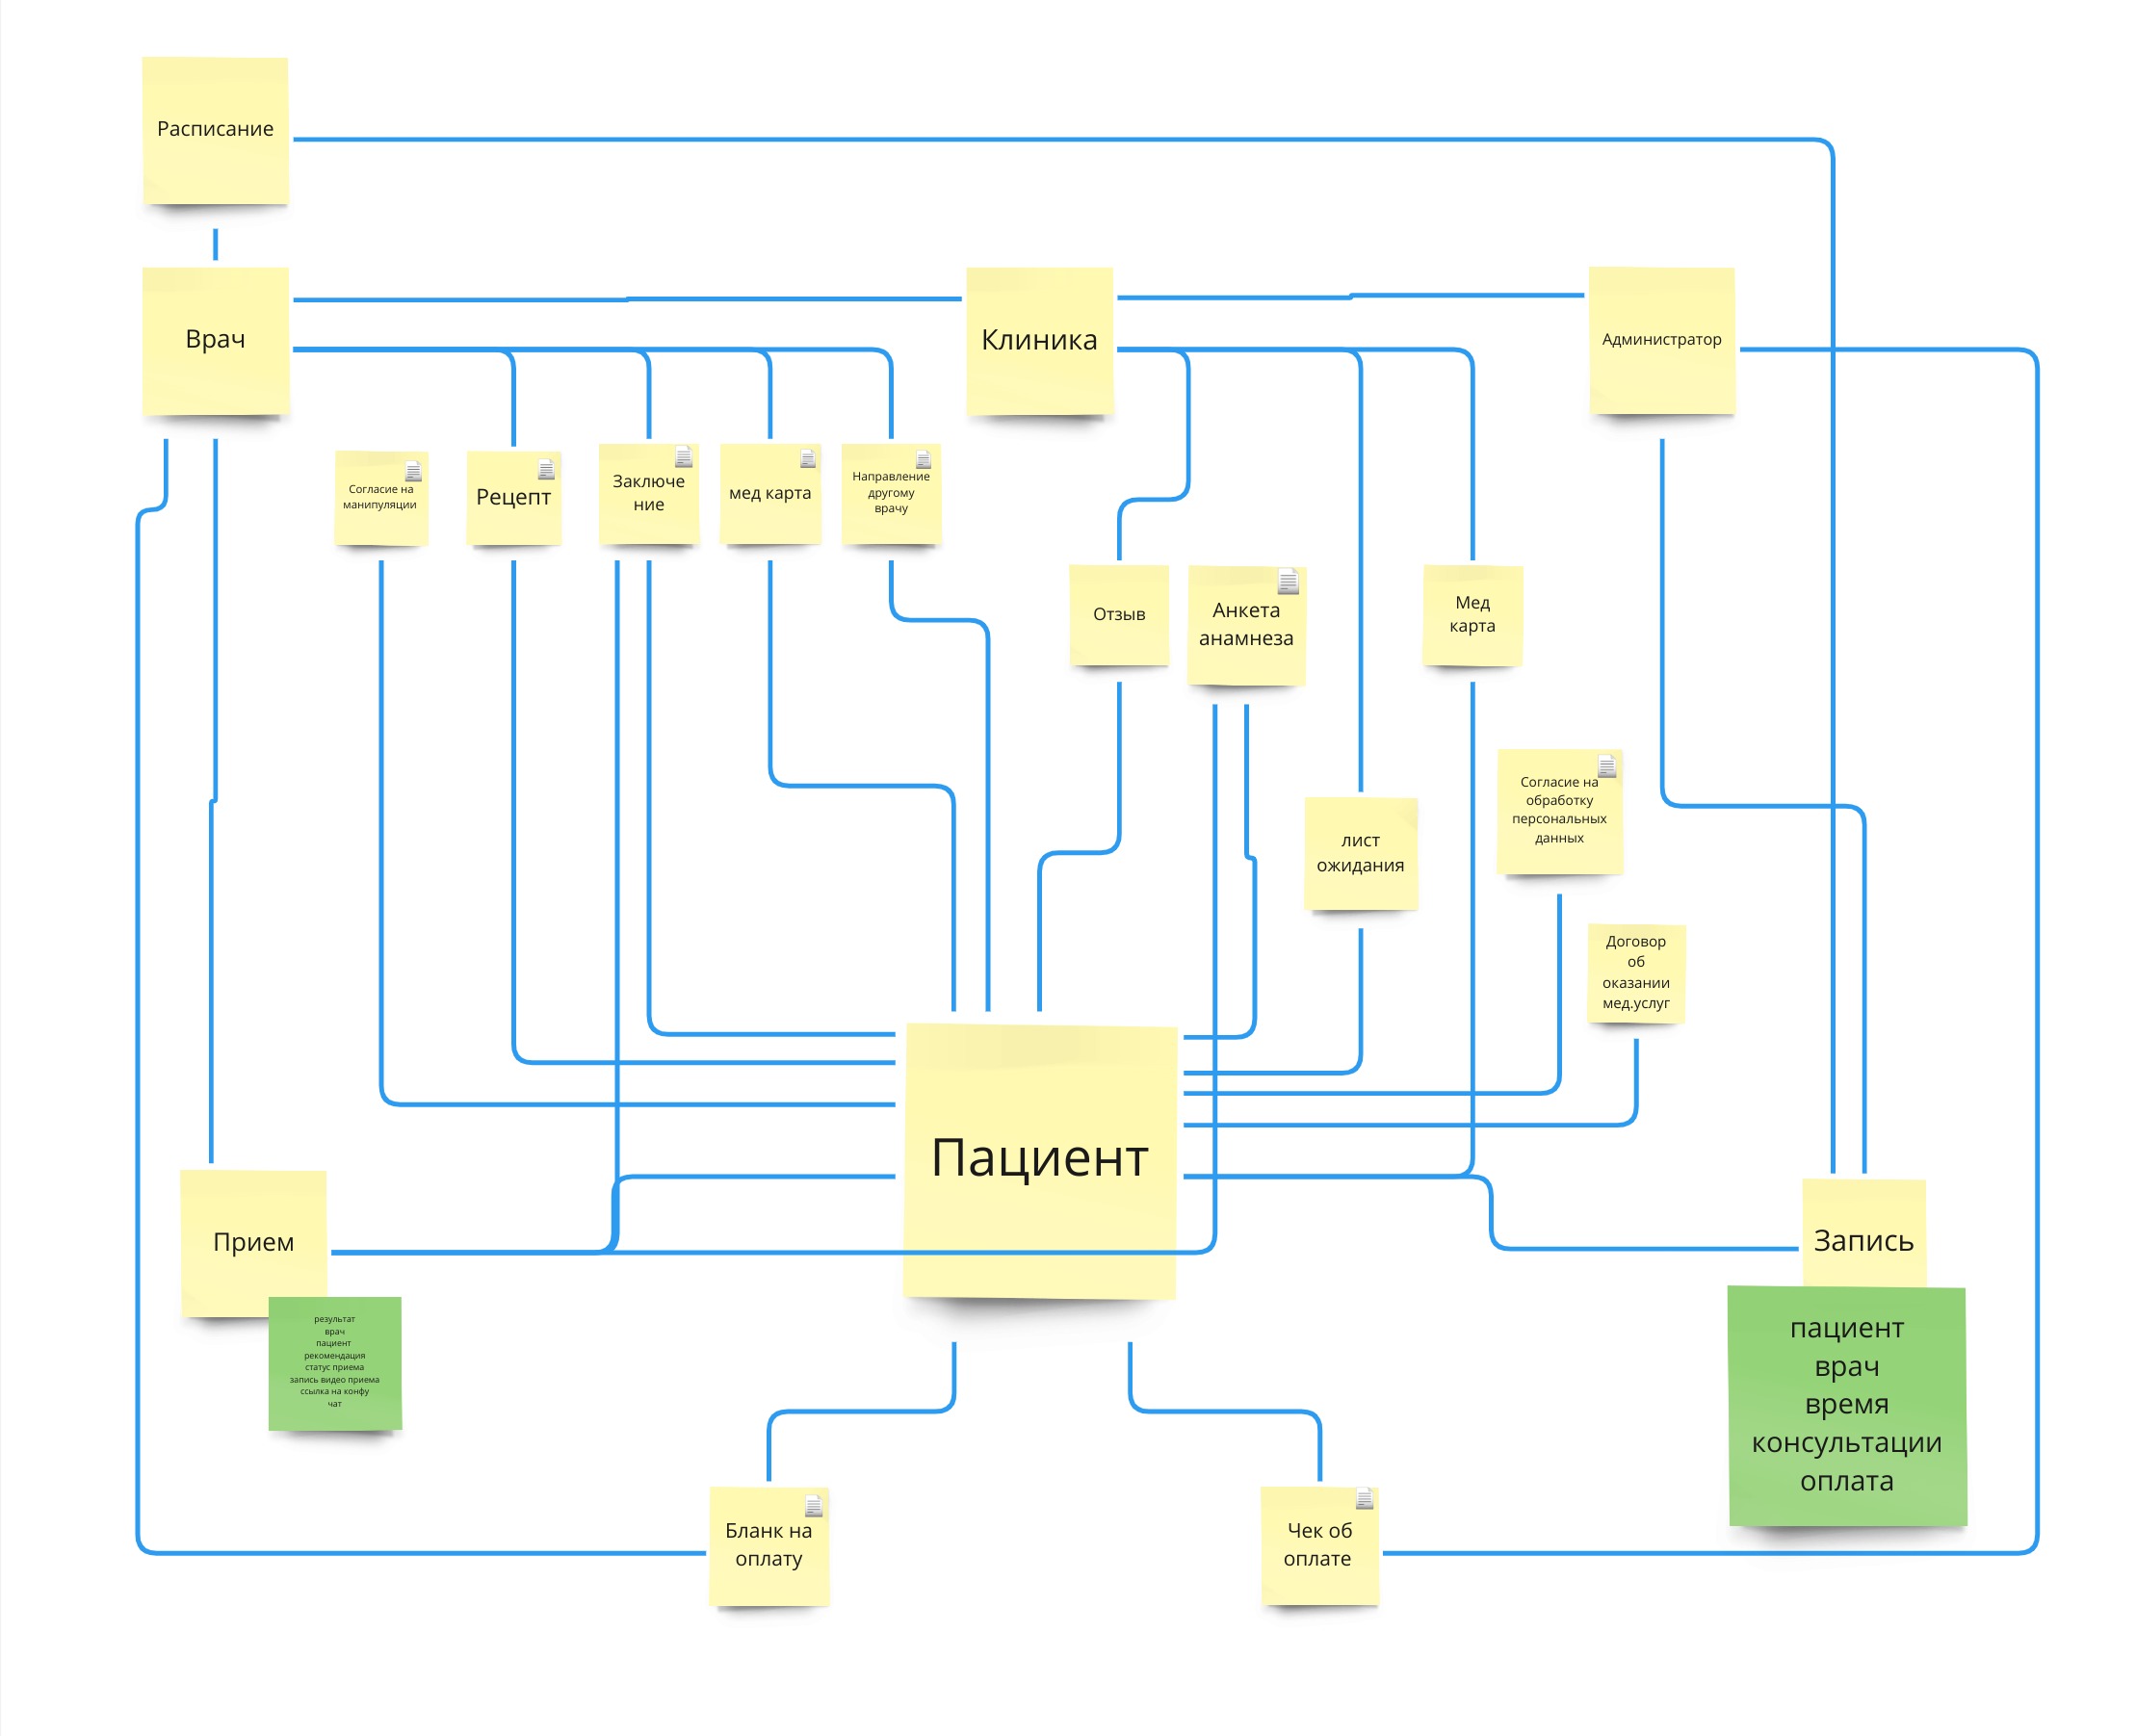 Расписание
Врач
Клиника
Администратор
Согласие на
манипуляции
Рецепт
Заключе
ние
мед карта
Направление
другому
врачу
Отзыв
Анкета
анамнеза
Мед
карта
лист
ожидания
Согласие на
обработку
персональных
данных
Договор
об
оказании
мед.услуг
Пациент
Прием
результат
врач
пациент
рекомендация
статус приема
запись видео приема
ссылка на конфу
чат
Запись
пациент
врач
время
консультации
оплата
Бланк на
оплату
Чек об
оплате